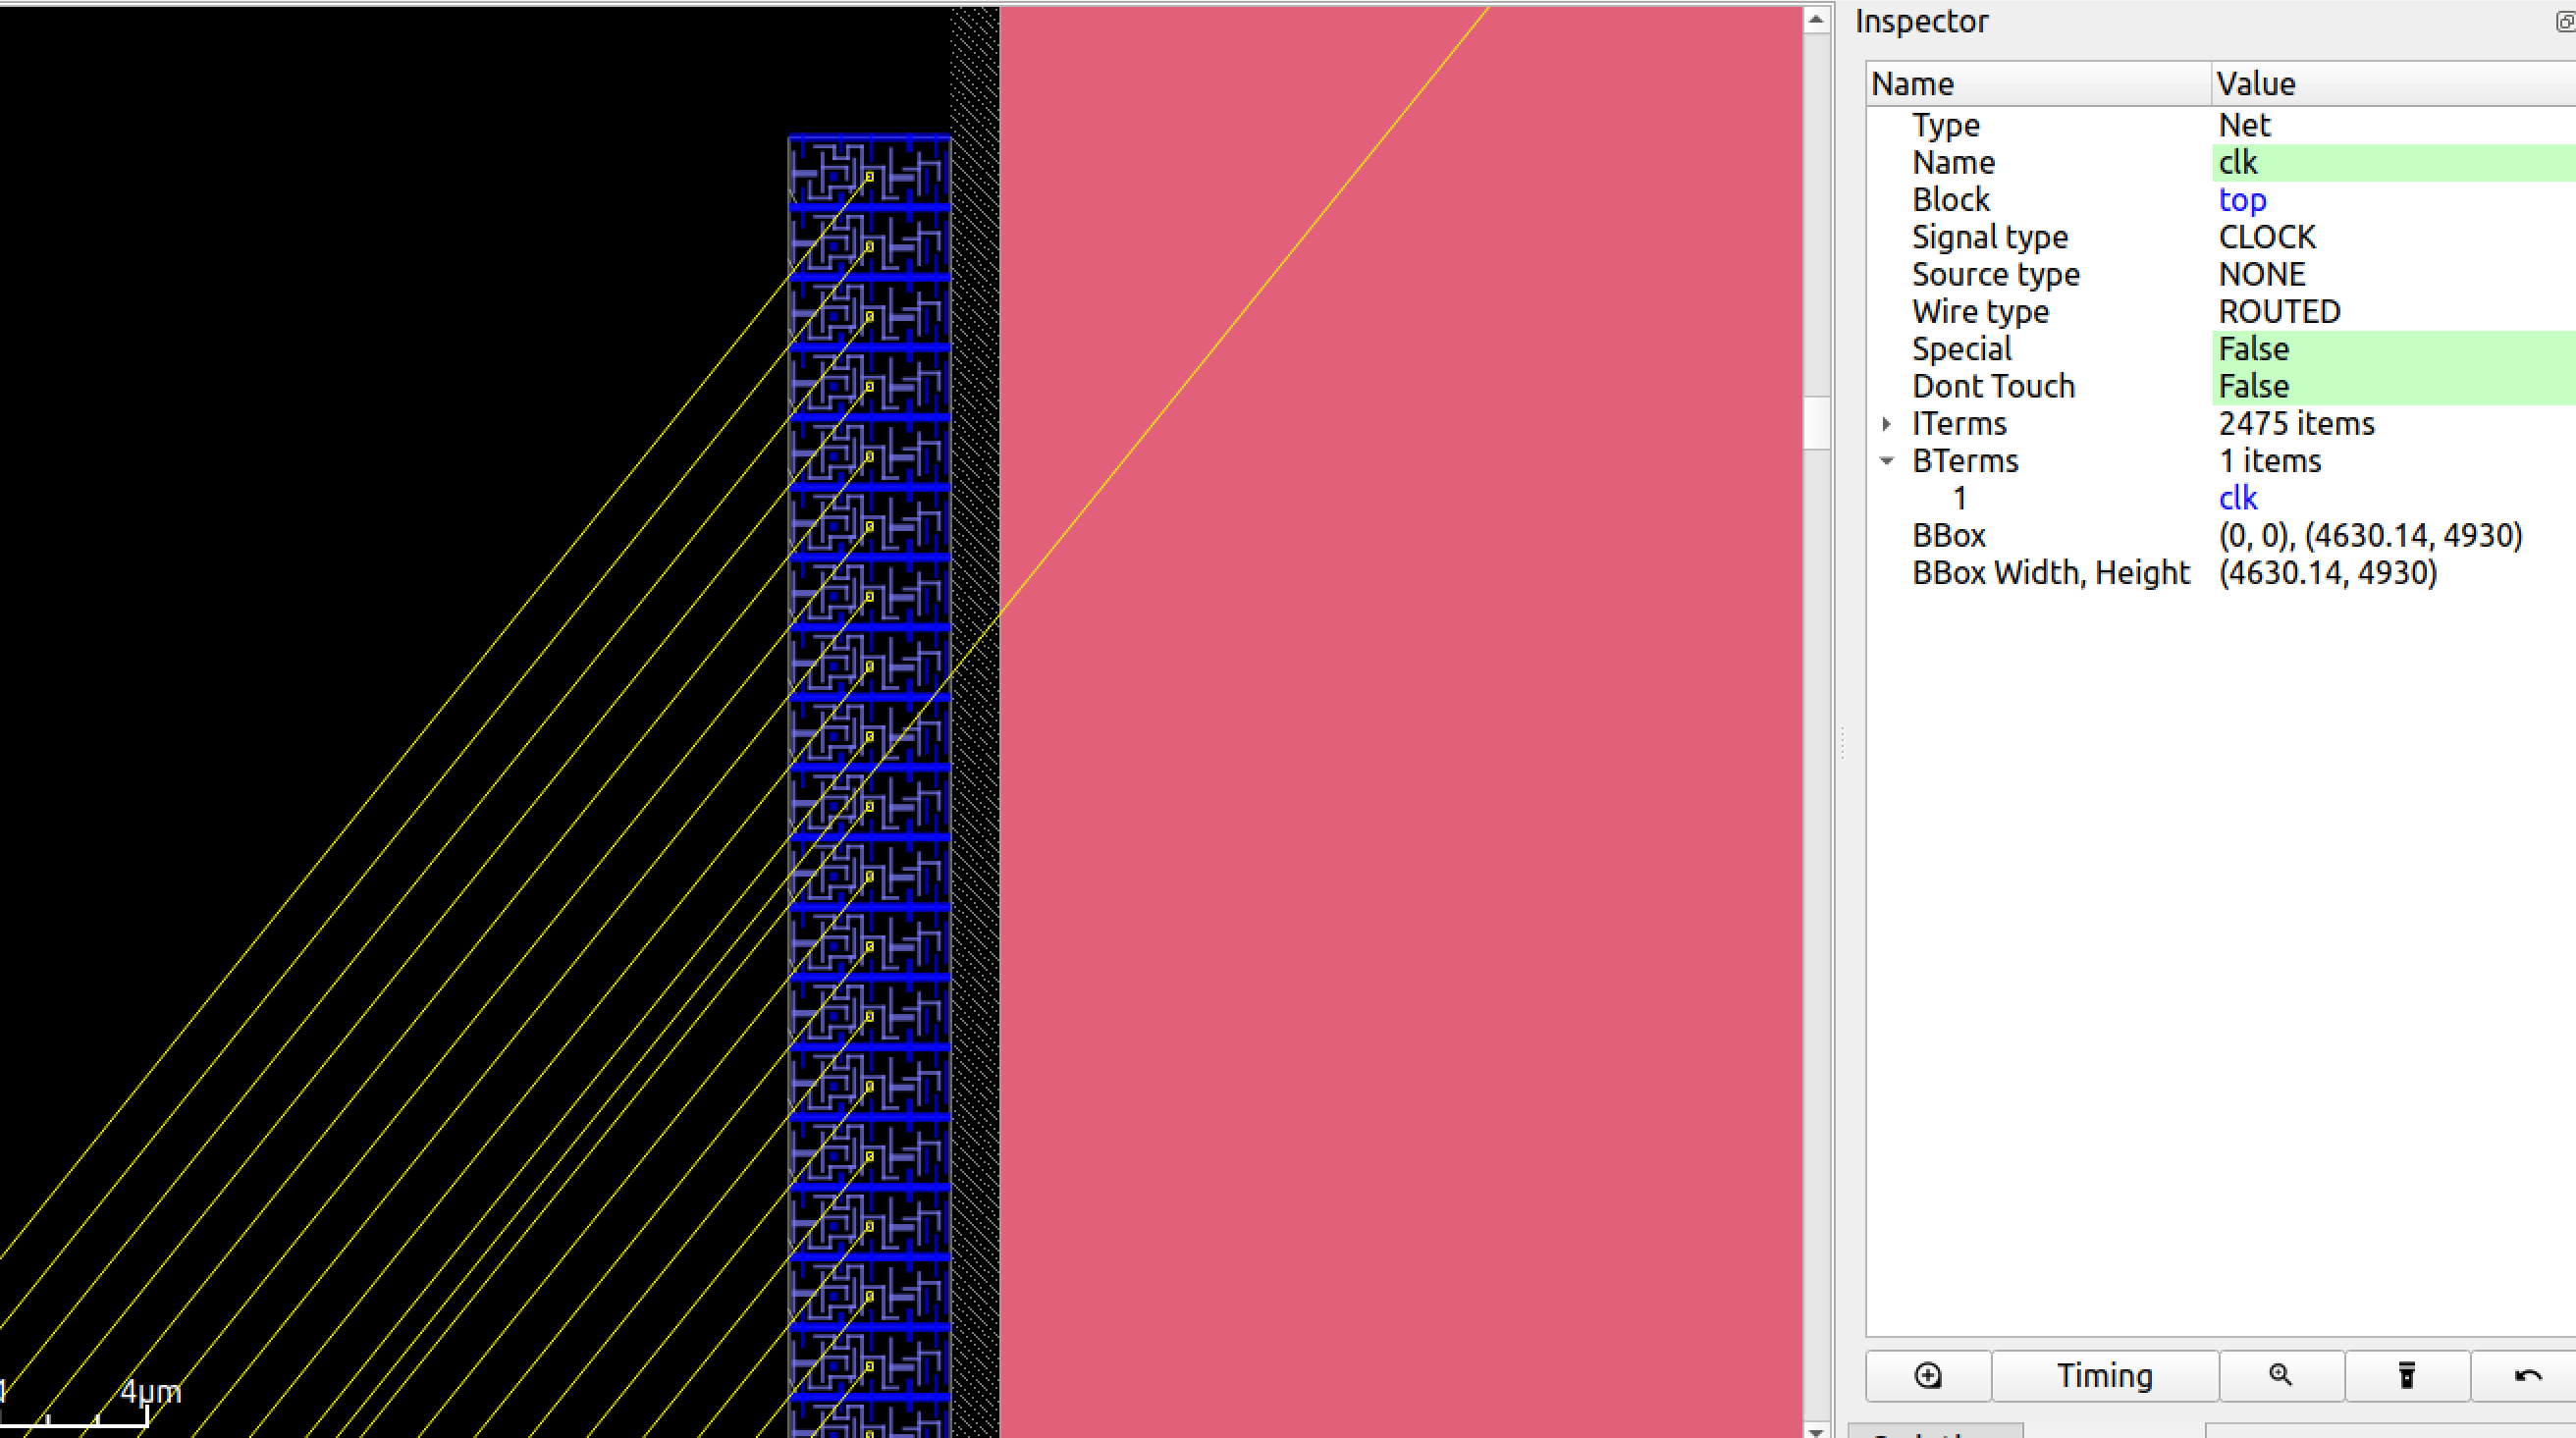 Inspector
Name Value
Type Net
Name clk
Block top
Signal type CLOCK
Source type NONE
Wire type ROUTED
Special False
Dont Touch False
ITerms 2475 items
BTerms 1 items
1 clk
BBox (0, 0), (4630.14, 4930)
BBox Width, Height (4630.14, 4930)
4μm
Timing